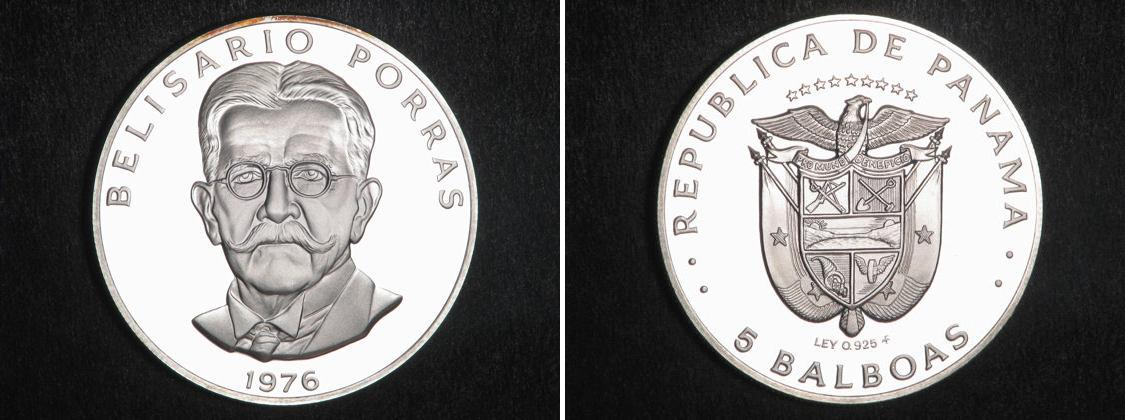 BELISARIO PORRAS
1976
REPUBLICA DE PANAMA
PRO MUNDI BENEFICIO
LEY 0.925
5 BALBOAS